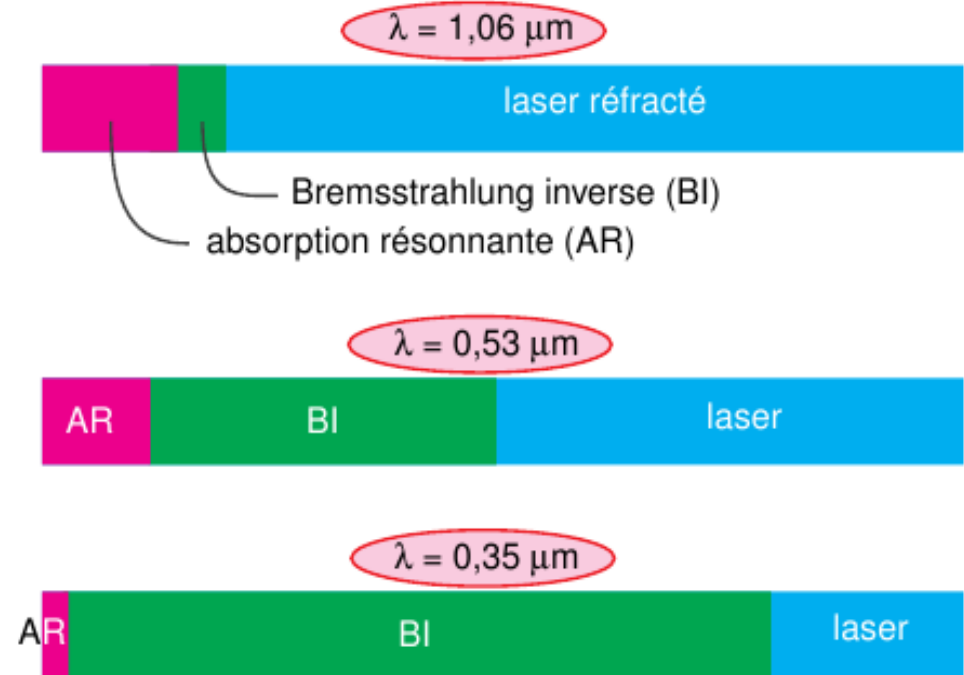 λ = 1,06 μm
laser réfracté
Bremsstrahlung inverse (BI)
absorption résonnante (AR)
λ = 0,53 μm
AR BI laser
λ = 0,35 μm
AR BI laser